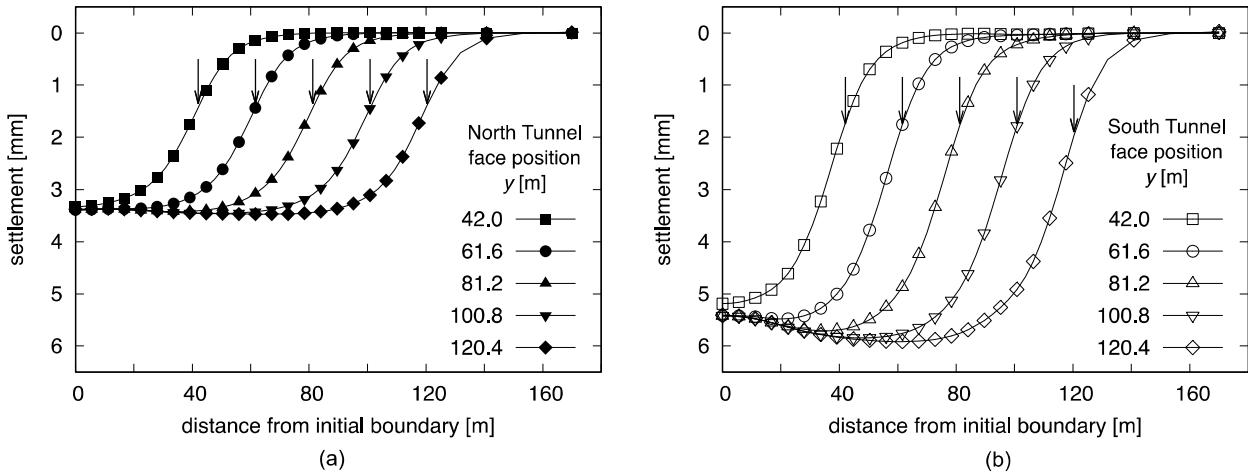 settlement [mm]
0
1
2
3
4
5
6
0
40
80
120
160
distance from initial boundary [m]
North Tunnel
face position
y [m]
42.0
61.6
81.2
100.8
120.4
(a)
settlement [mm]
0
1
2
3
4
5
6
0
40
80
120
160
distance from initial boundary [m]
South Tunnel
face position
y [m]
42.0
61.6
81.2
100.8
120.4
(b)